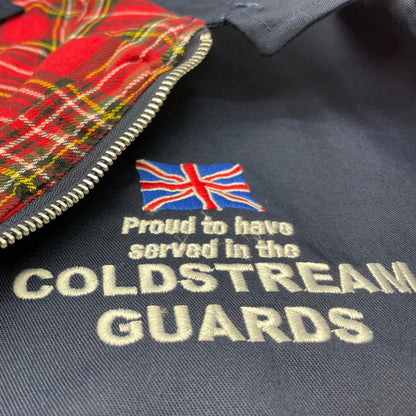 Proud to have
served in the
COLDSTREAM
GUARDS